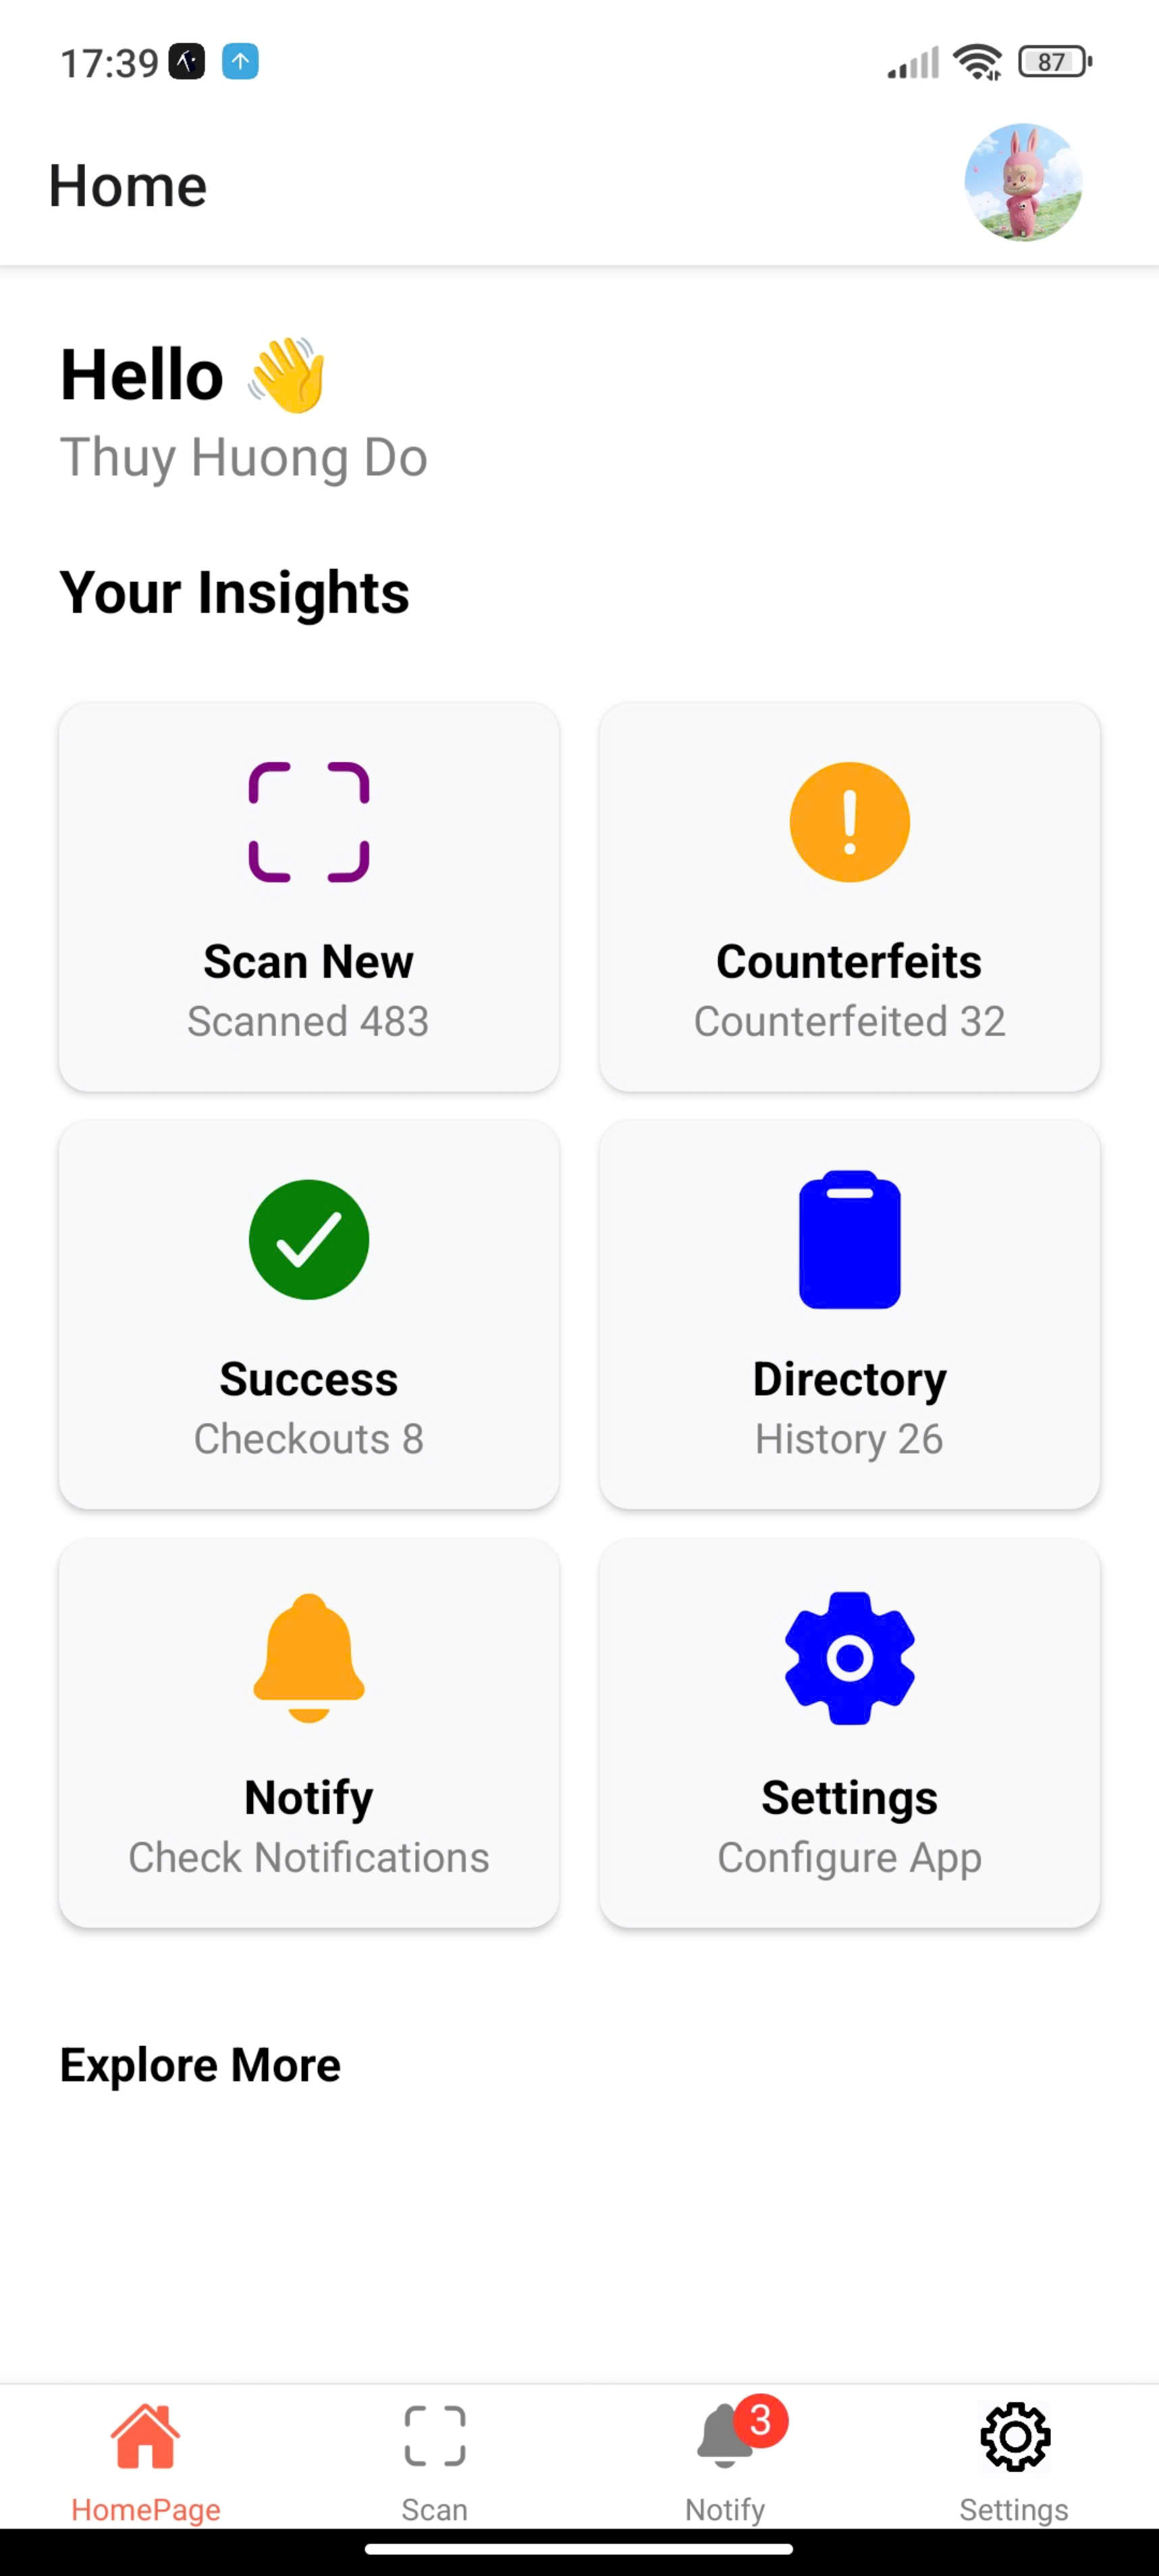 17:39
87
Home
Hello 👋
Thuy Huong Do
Your Insights
Scan New
Scanned 483
Counterfeits
Counterfeited 32
Success
Checkouts 8
Directory
History 26
Notify
Check Notifications
Settings
Configure App
Explore More
3
HomePage
Scan
Notify
Settings